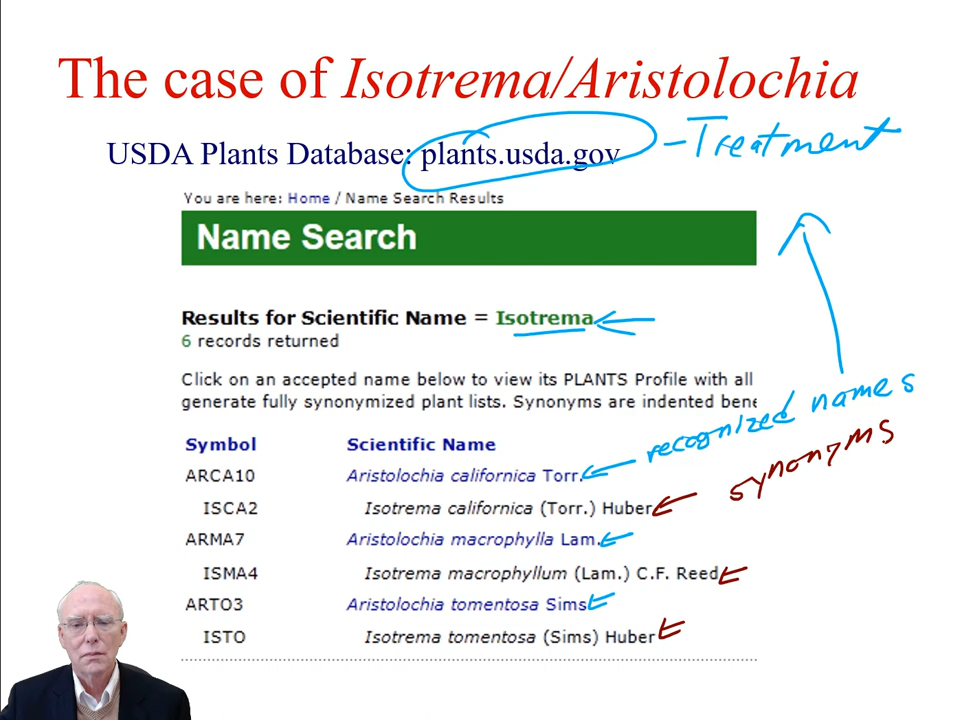 The case of Isotrema/Aristolochia
USDA Plants Database: plants.usda.gov - Treatment
You are here: Home / Name Search Results
Name Search
Results for Scientific Name = Isotrema
6 records returned
Click on an accepted name below to view its PLANTS Profile with all
generate fully synonymized plant lists. Synonyms are indented bene
recognized names
synonyms
Symbol Scientific Name
ARCA10 Aristolochia californica Torr.
ISCA2 Isotrema californica (Torr.) Huber
ARMA7 Aristolochia macrophylla Lam.
ISMA4 Isotrema macrophyllum (Lam.) C.F. Reed
ARTO3 Aristolochia tomentosa Sims
ISTO Isotrema tomentosa (Sims) Huber